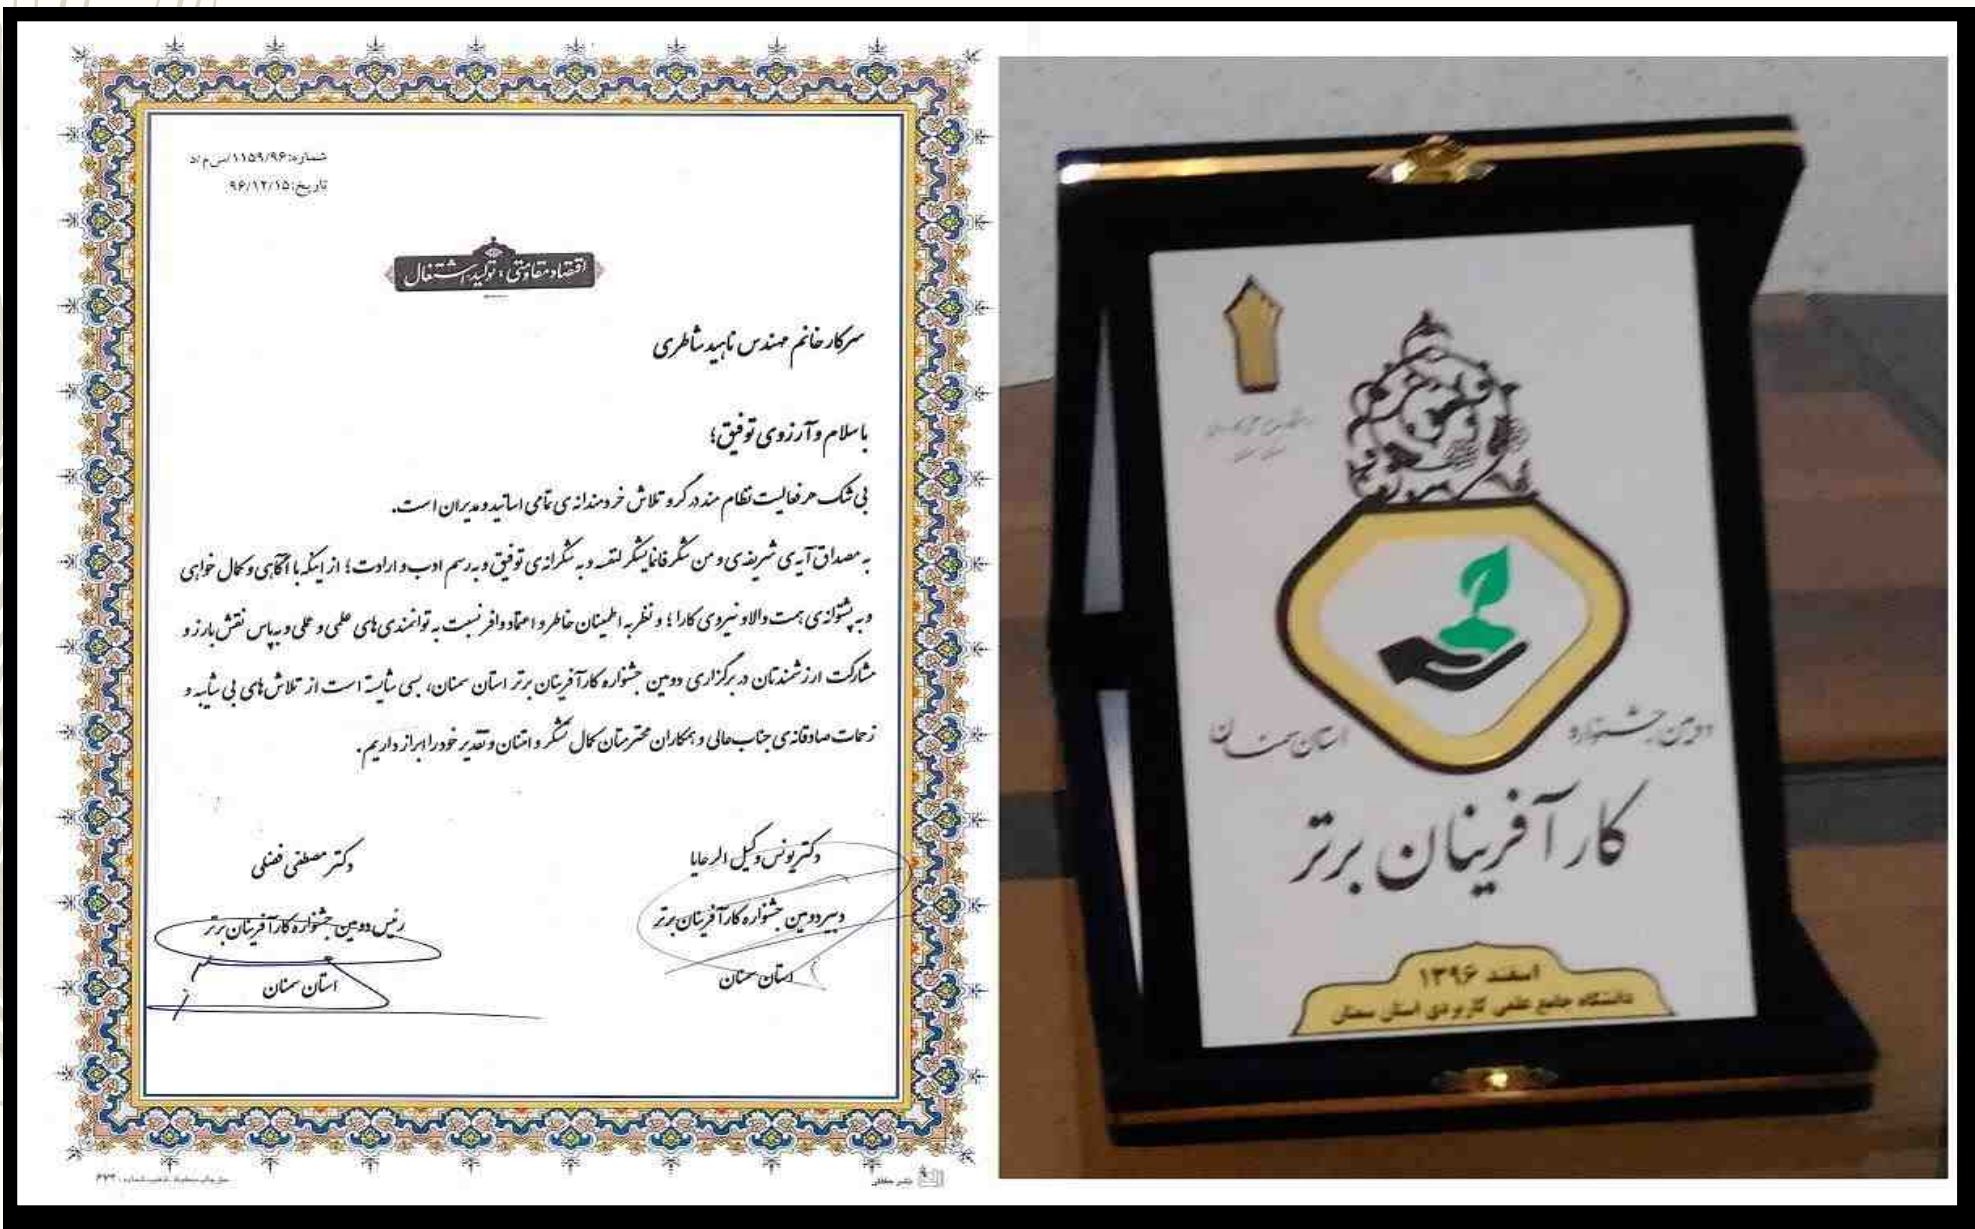 شماره: ۱۱۵۹/۹۶/س م/د
تاریخ: ۹۶/۱۲/۱۵
اقتصاد مقاومتی؛ تولید اشتغال
سرکار خانم مهندس ناهید شاطری
باسلام و آرزوی توفیق؛
بی شک هر فعالیت نظام مند در گرو تلاش خردمندانه ی تمامی اساتید و مدیران است.
به مصداق آیه ی شریفه ی و من شکر فانما یشکر لنفسه و به شکرانه ی توفیق و به رسم ادب و ارادت؛ از اینکه با آگاهی و کمال خواهی
و به پشتوانه ی همت والا و نیروی کارا؛ و نظر به اطمینان خاطر و اعتماد وافر نسبت به توانمندی های علمی و عملی و به پاس نقش بارز و
مشارکت ارزشمندتان در برگزاری دومین جشنواره کارآفرینان برتر استان سمنان، بسی شایسته است از تلاش های بی شائبه و
زحمات صادقانه ی جناب عالی و همکاران محترمتان کمال تشکر و امتنان و تقدیر خود را ابراز داریم.
دکتر یونس وکیل الرعایا
دبیر دومین جشنواره کارآفرینان برتر
استان سمنان
دکتر مصطفی فضلی
رئیس دومین جشنواره کارآفرینان برتر
استان سمنان
نشر
دومین جشنواره
استان سمنان
کارآفرینان برتر
اسفند ۱۳۹۶
دانشگاه جامع علمی کاربردی استان سمنان